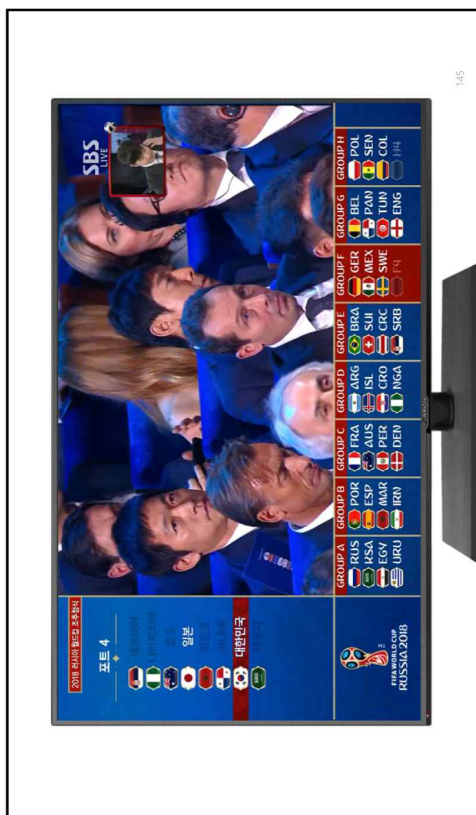 2018 러시아 월드컵 조추첨식
포트 4
세르비아
나이지리아
호주
일본
모로코
파나마
대한민국
사우디
SBS
LIVE
FIFA WORLD CUP
RUSSIA 2018
GROUP A
RUS
KSA
EGY
URU
GROUP B
POR
ESP
MAR
IRN
GROUP C
FRA
AUS
PER
DEN
GROUP D
ARG
ISL
CRO
NGA
GROUP E
BRA
SUI
CRC
SRB
GROUP F
GER
MEX
SWE
F4
GROUP G
BEL
PAN
TUN
ENG
GROUP H
POL
SEN
COL
H4
145